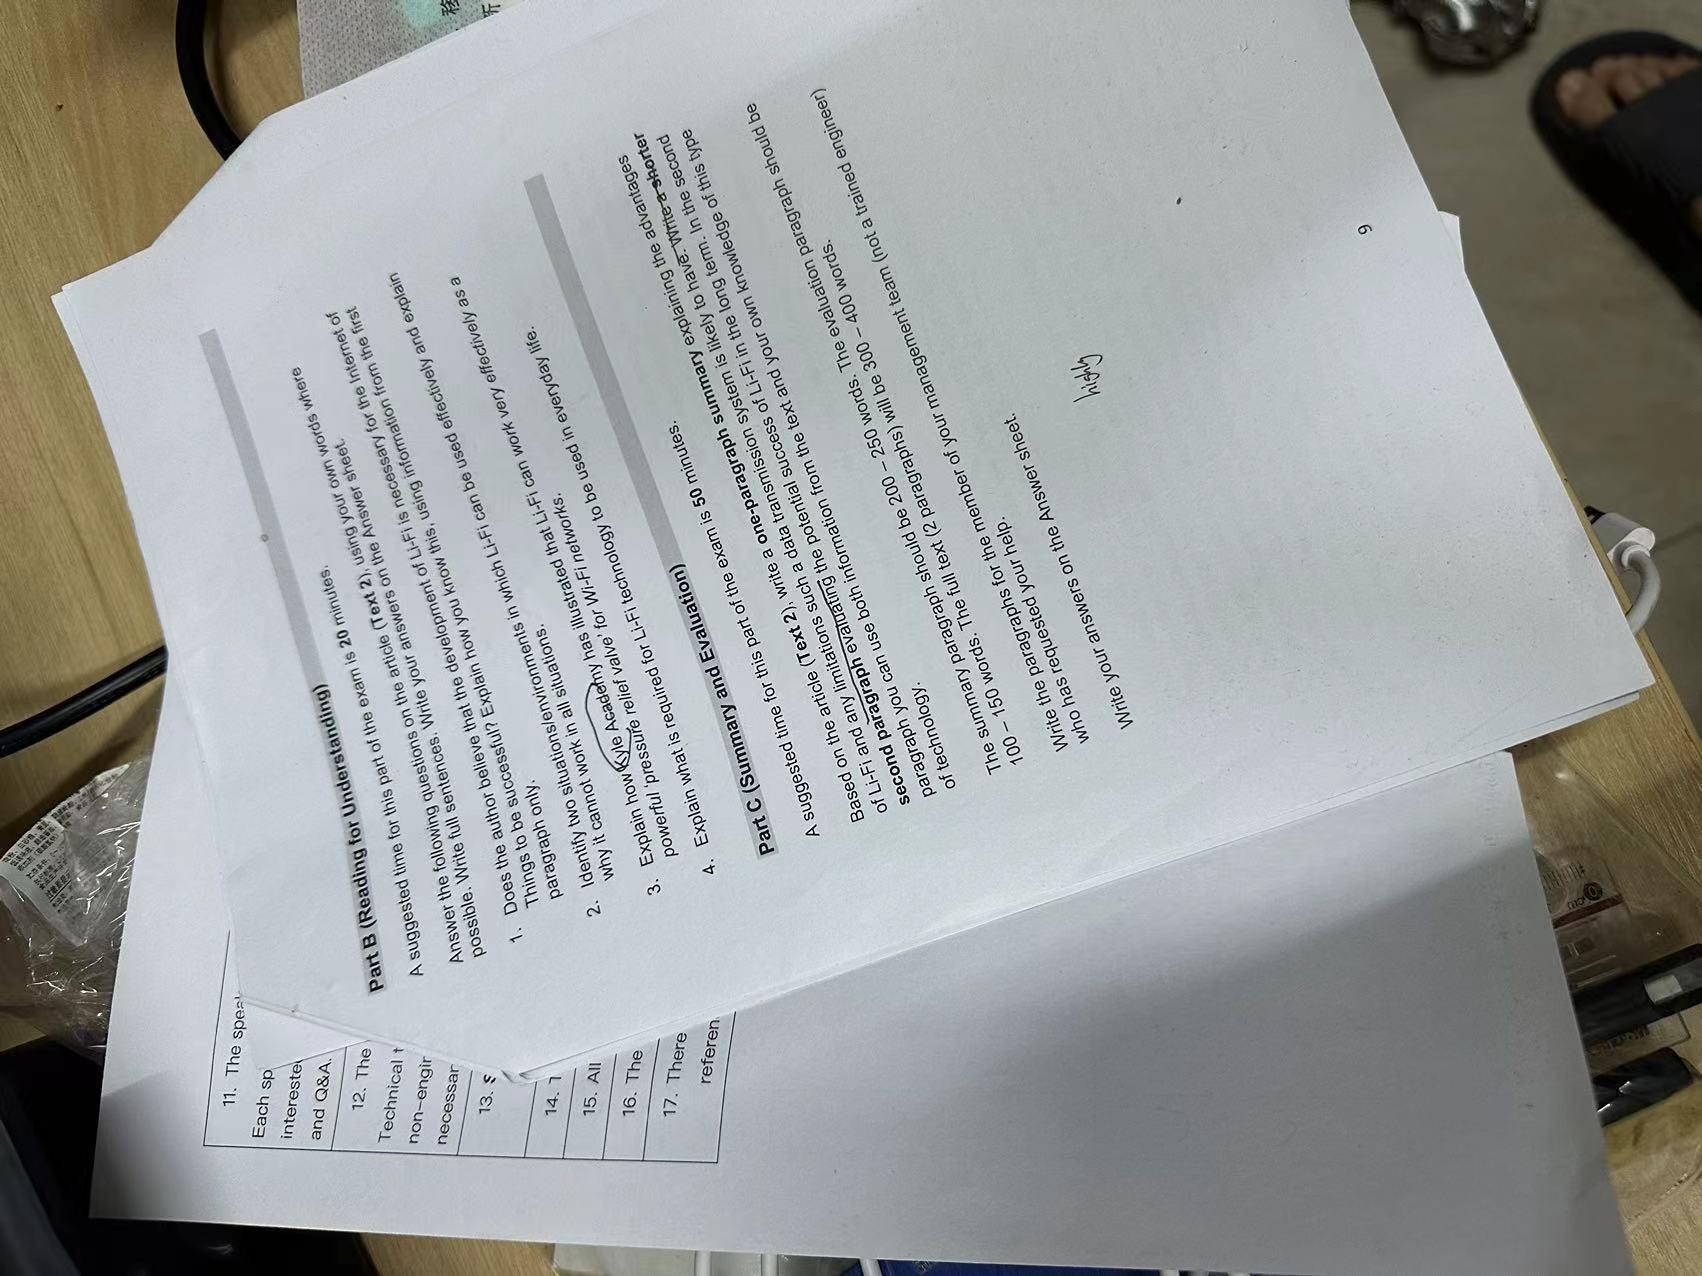 Part B (Reading for Understanding)
A suggested time for this part of the exam is 20 minutes.
Answer the following questions on the article (Text 2), using your own words where
possible. Write full sentences. Write your answers on the Answer sheet.
1. Does the author believe that the development of Li-Fi is necessary for the Internet of
Things to be successful? Explain how you know this, using information from the first
paragraph only.
2. Identify two situations/environments in which Li-Fi can be used effectively and explain
why it cannot work in all situations.
3. Explain how Kyle Academy has illustrated that Li-Fi can work very effectively as a
powerful 'pressure relief valve' for Wi-Fi networks.
4. Explain what is required for Li-Fi technology to be used in everyday life.
Part C (Summary and Evaluation)
A suggested time for this part of the exam is 50 minutes.
Based on the article (Text 2), write a one-paragraph summary explaining the advantages
of Li-Fi and any limitations such a data transmission system is likely to have. Write a shorter
second paragraph evaluating the potential success of Li-Fi in the long term. In the second
paragraph you can use both information from the text and your own knowledge of this type
of technology.
The summary paragraph should be 200 – 250 words. The evaluation paragraph should be
100 – 150 words. The full text (2 paragraphs) will be 300 – 400 words.
Write the paragraphs for the member of your management team (not a trained engineer)
who has requested your help.
Write your answers on the Answer sheet.
9
11. The
Each sp
and Q&A.
12. The
Technical
13.
14.
15. All
16. The
17. There